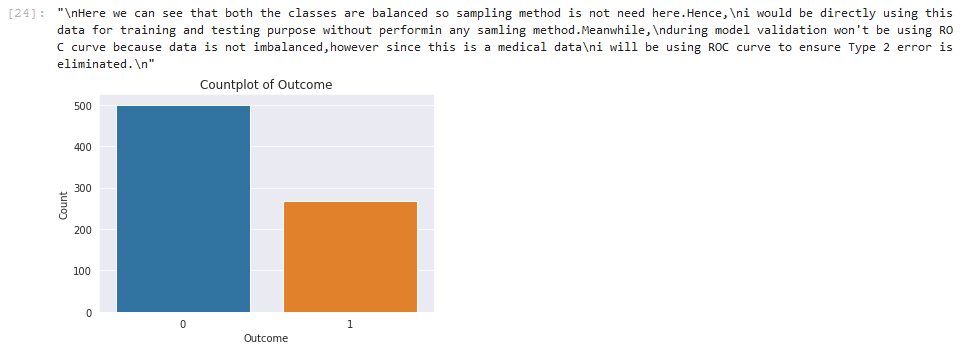 [24]: "\nHere we can see that both the classes are balanced so sampling method is not need here.Hence,\ni would be directly using this
data for training and testing purpose without performin any samling method.Meanwhile,\nduring model validation won't be using RO
C curve because data is not imbalanced,however since this is a medical data\ni will be using ROC curve to ensure Type 2 error is
eliminated.\n"
Countplot of Outcome
500
400
300
200
100
0
Count
0 1
Outcome